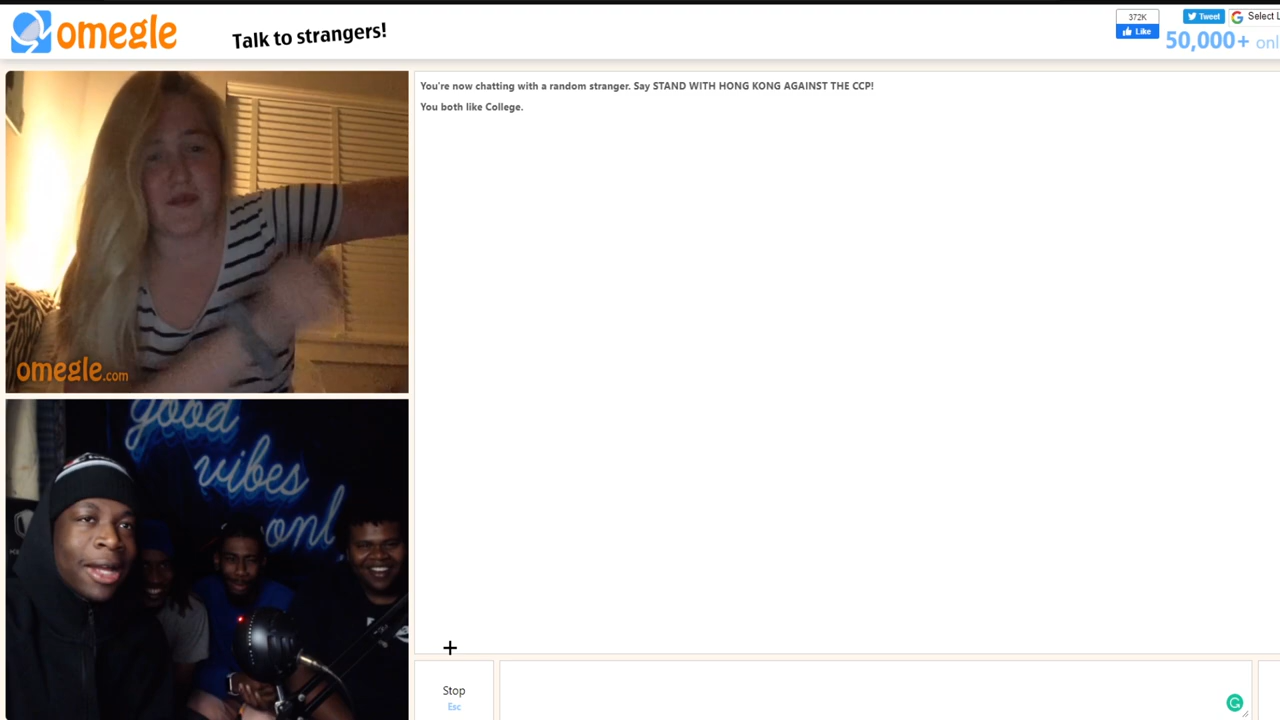 omegle
Talk to strangers!
372K
Like
Tweet
Select L
50,000+ onl
You're now chatting with a random stranger. Say STAND WITH HONG KONG AGAINST THE CCP!
You both like College.
omegle.com
good
vibes
onl
Stop
Esc